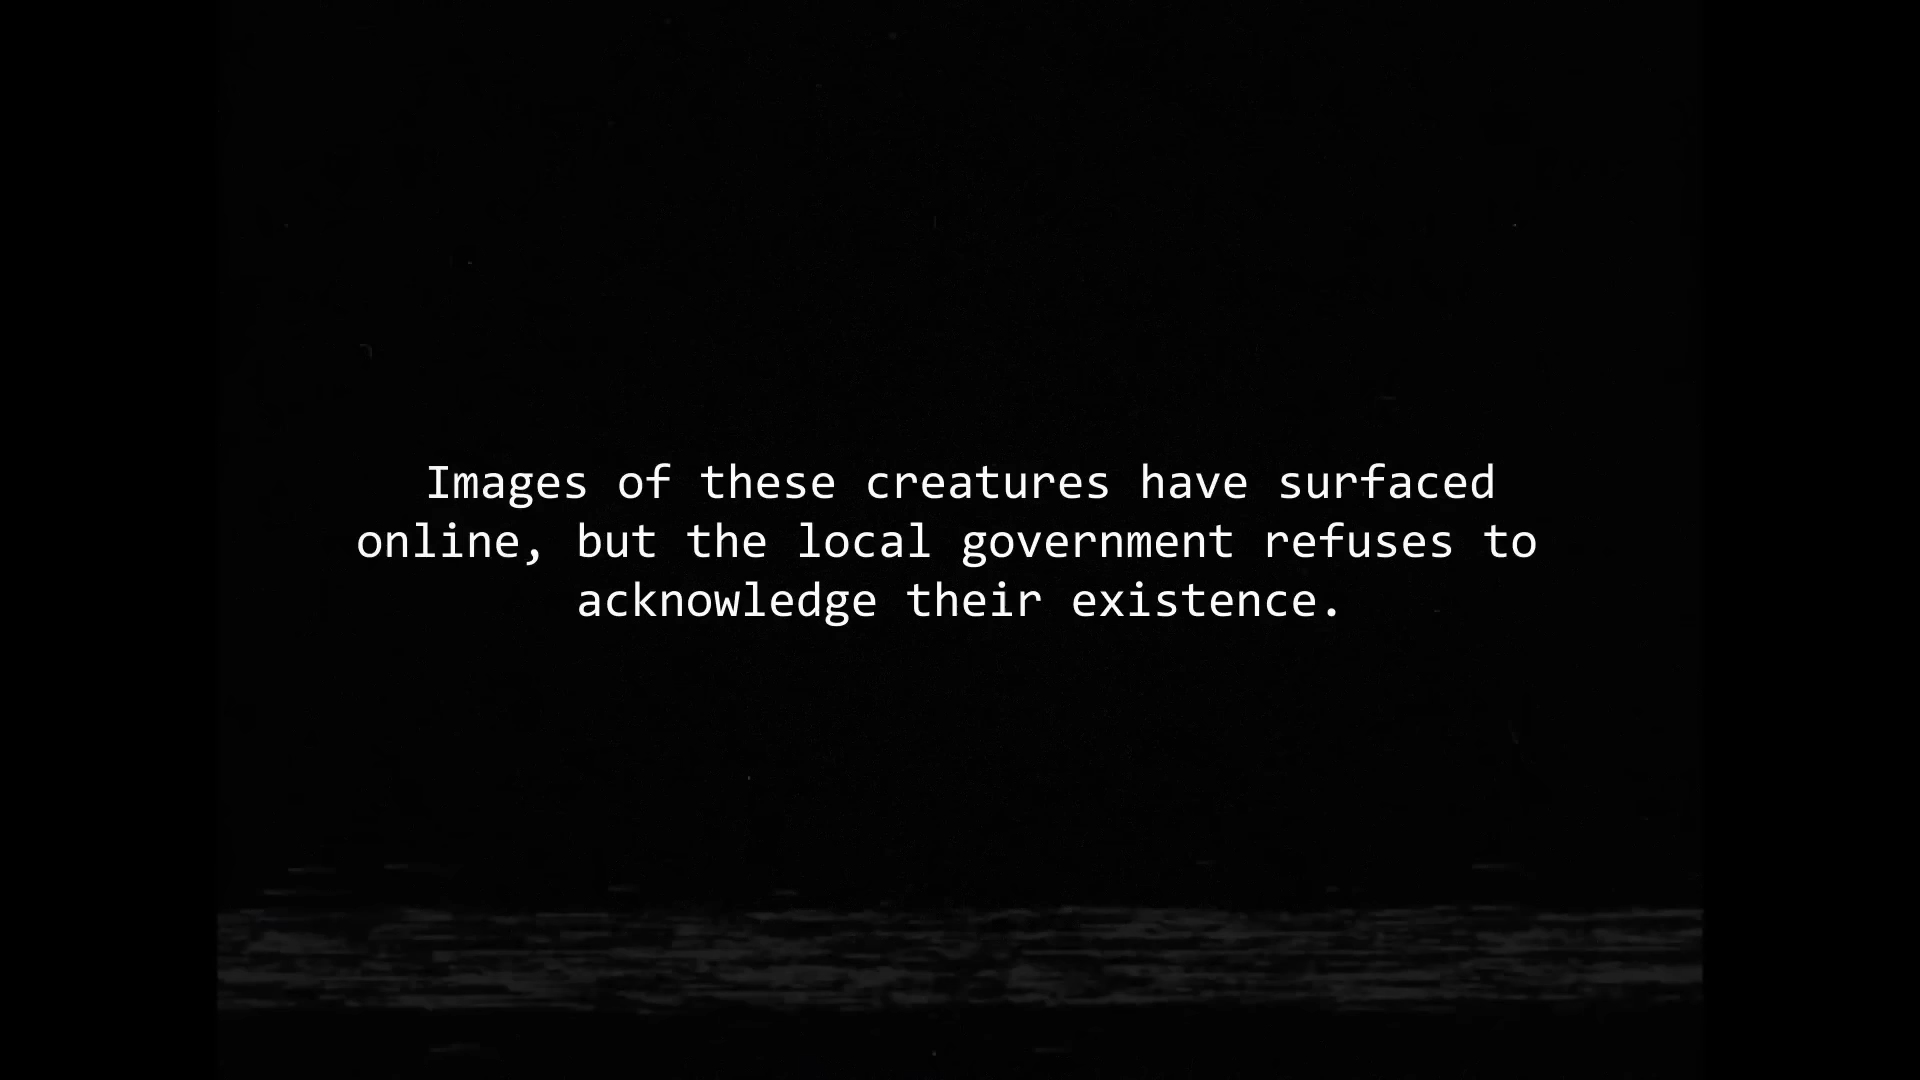 Images of these creatures have surfaced
online, but the local government refuses to
acknowledge their existence.